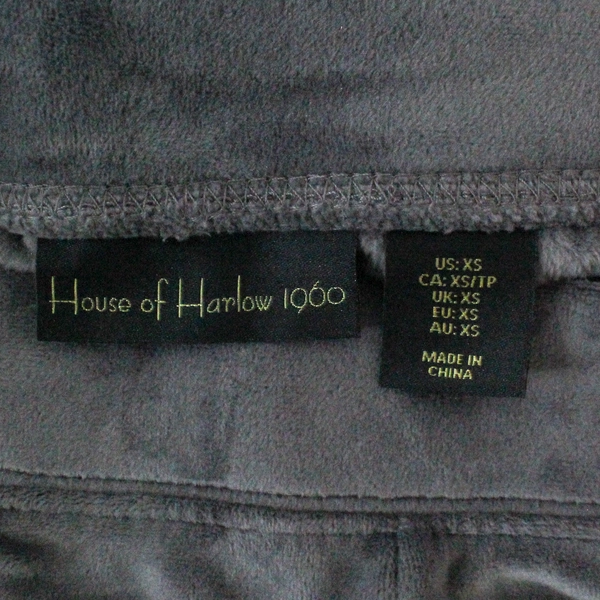 House of Harlow 1960
US: XS
CA: XS/TP
UK: XS
EU: XS
AU: XS
MADE IN
CHINA